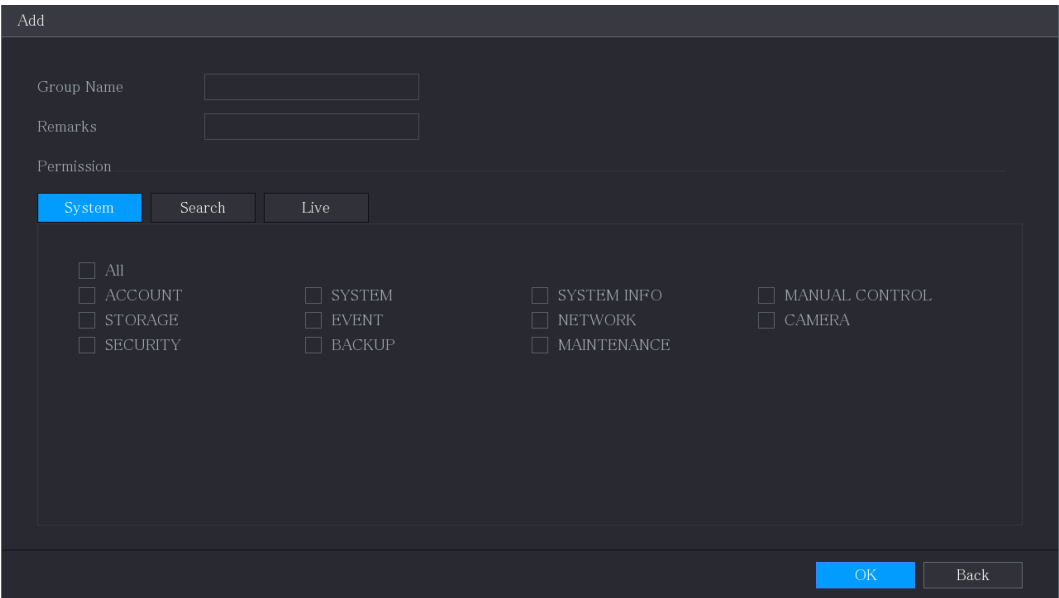 Add
Group Name
Remarks
Permission
System Search Live
All
ACCOUNT SYSTEM SYSTEM INFO MANUAL CONTROL
STORAGE EVENT NETWORK CAMERA
SECURITY BACKUP MAINTENANCE
OK Back